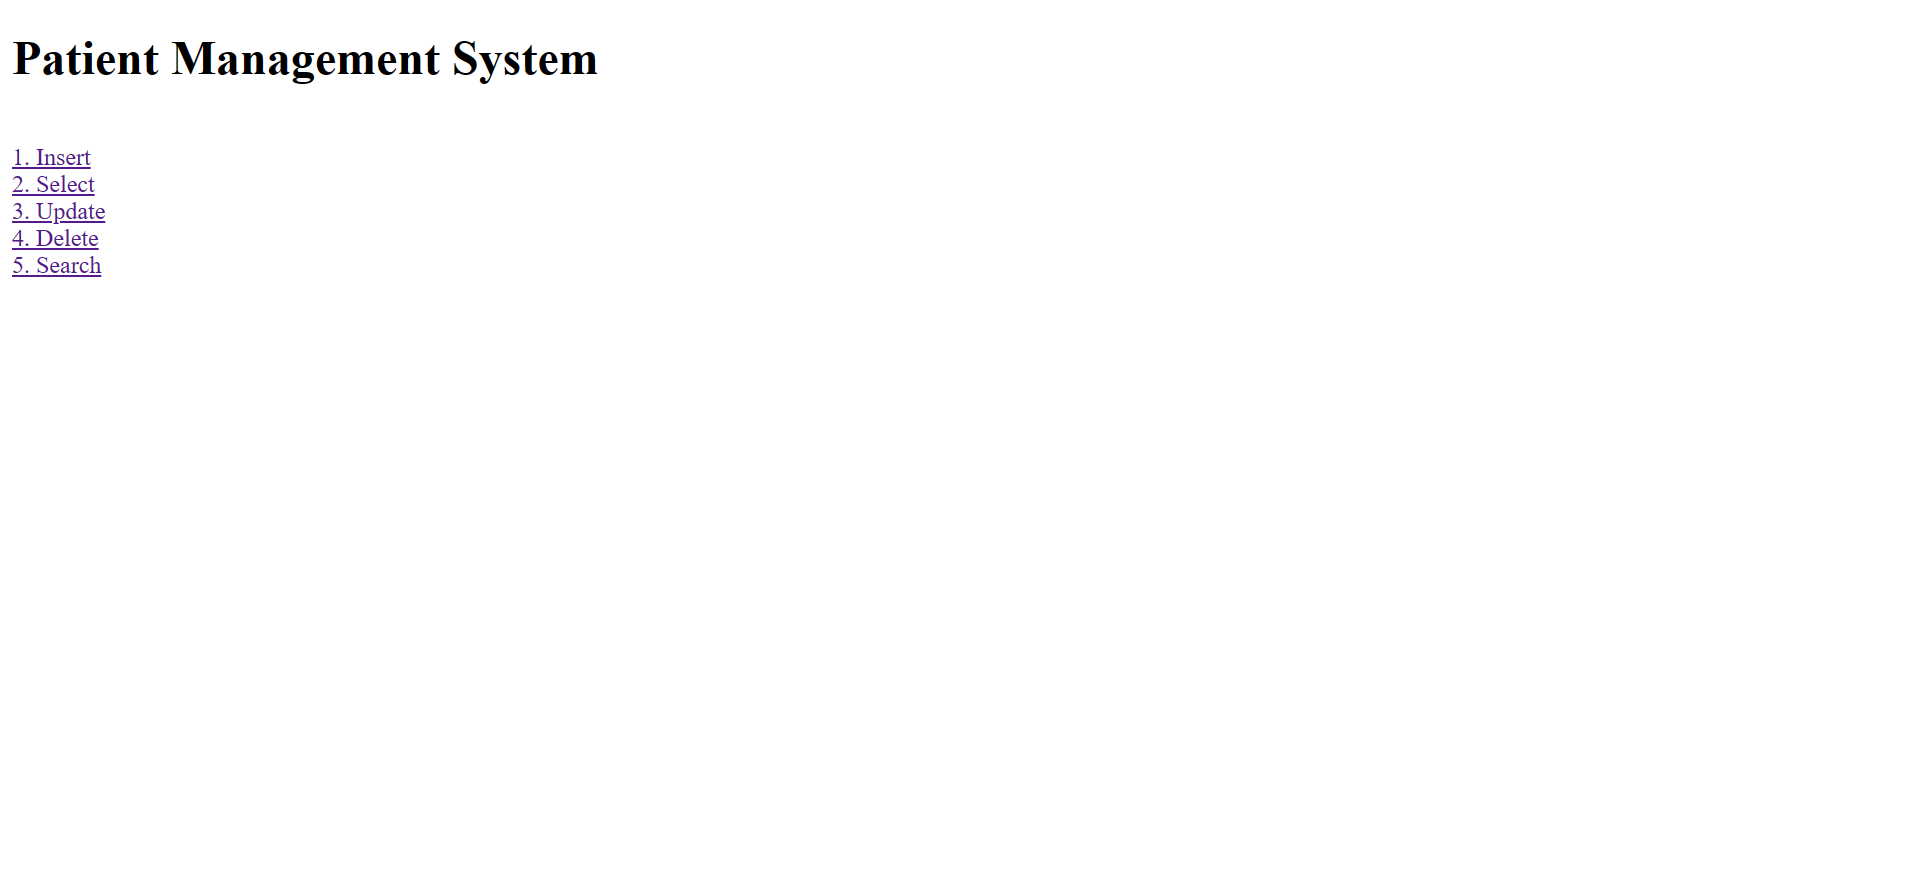 Patient Management System
1. Insert
2. Select
3. Update
4. Delete
5. Search